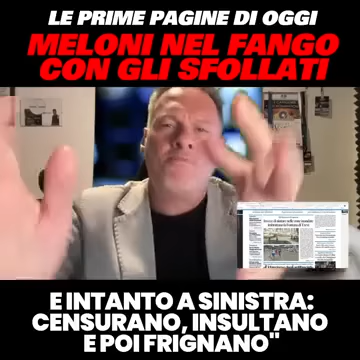 LE PRIME PAGINE DI OGGI
MELONI NEL FANGO
CON GLI SFOLLATI
E INTANTO A SINISTRA:
CENSURANO, INSULTANO
E POI FRIGNANO"